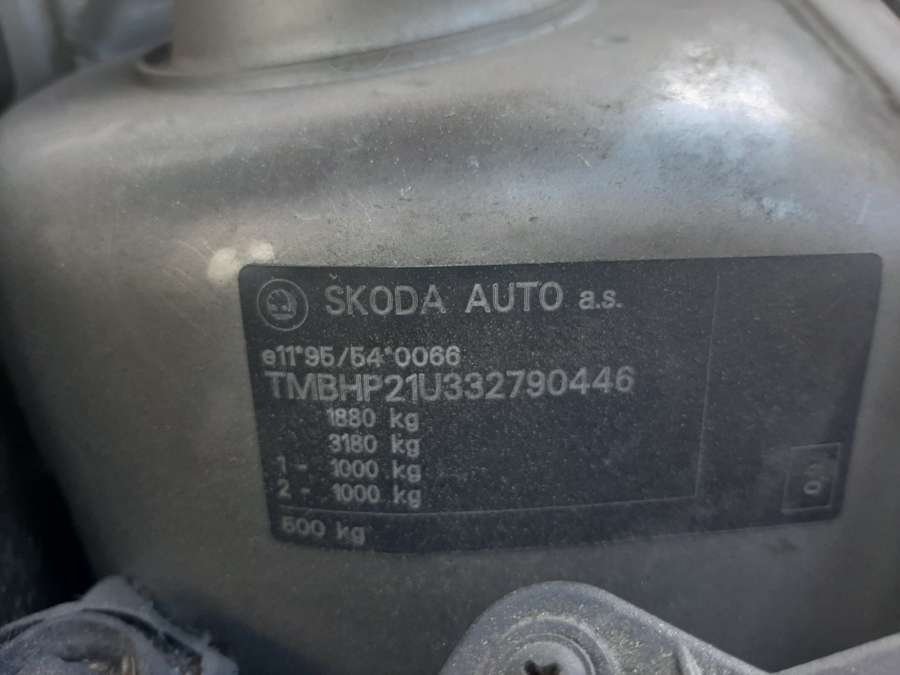 ŠKODA AUTO a.s.
e11*95/54*0066
TMBHP21U332790446
1880 kg
3180 kg
1 - 1000 kg
2 - 1000 kg
500 kg